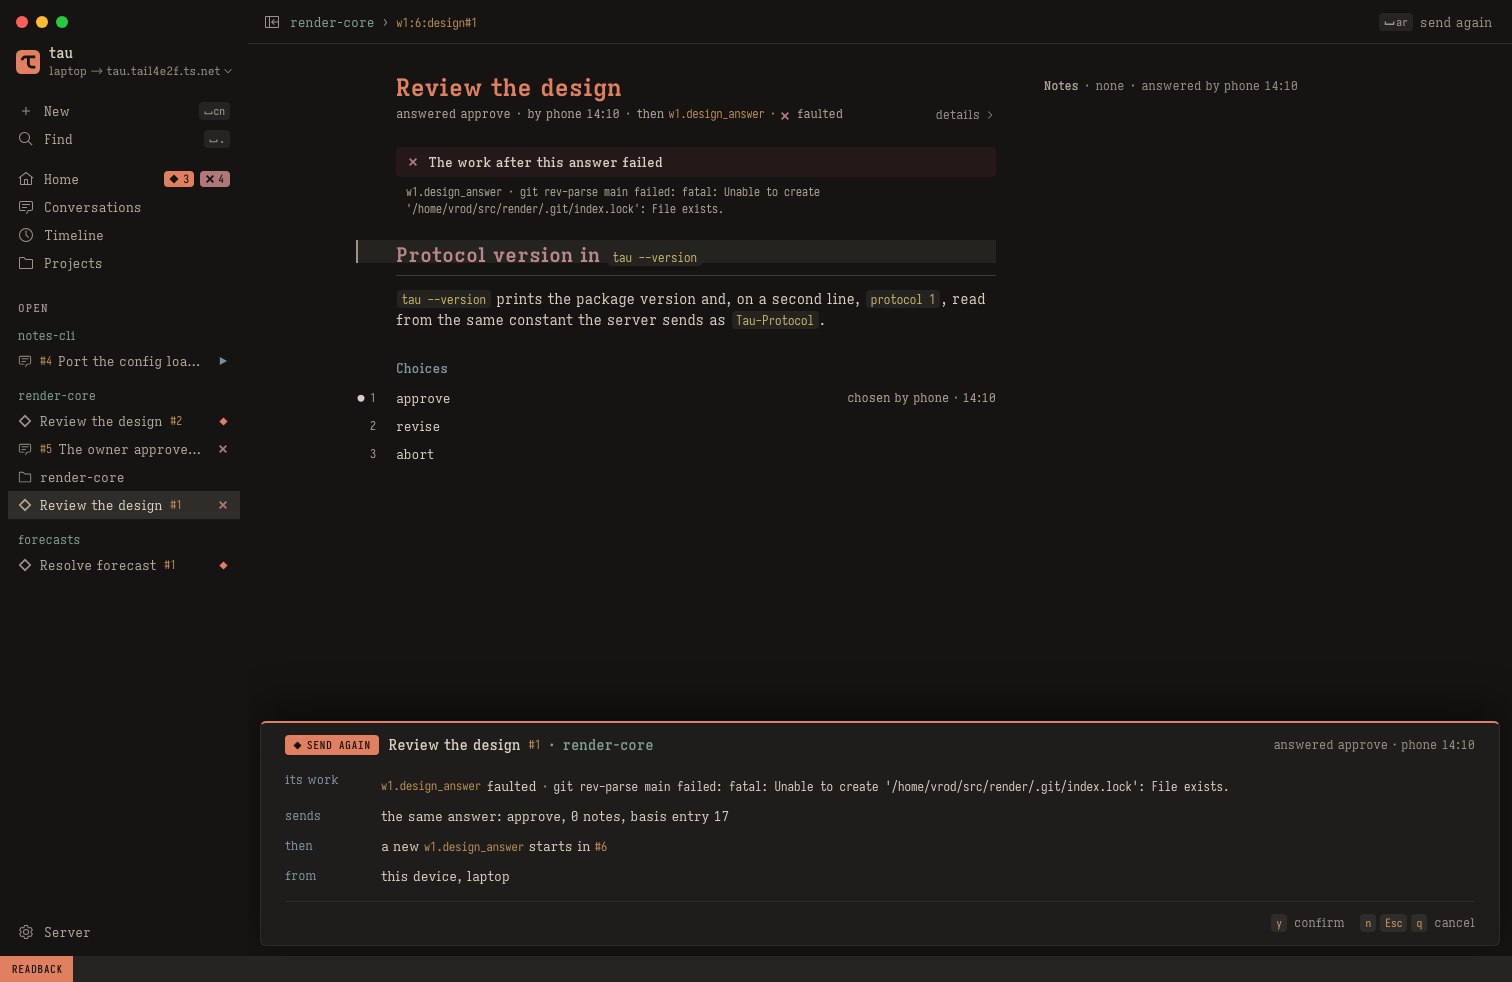 tau
laptop → tau.tail4e2f.ts.net
+ New ⎵cn
Find ⎵.
Home ◆ 3 ✕ 4
Conversations
Timeline
Projects
OPEN
notes-cli
#4 Port the config loa... ▶
render-core
Review the design #2 ◆
#5 The owner approve... ✕
render-core
Review the design #1 ✕
forecasts
Resolve forecast #1 ◆
Server
READBACK
render-core › w1:6:design#1
⎵ar send again
Review the design
answered approve · by phone 14:10 · then w1.design_answer · ✕ faulted
details >
✕ The work after this answer failed
w1.design_answer · git rev-parse main failed: fatal: Unable to create
'/home/vrod/src/render/.git/index.lock': File exists.
Protocol version in tau --version
tau --version prints the package version and, on a second line, protocol 1, read
from the same constant the server sends as Tau-Protocol.
Choices
● 1 approve chosen by phone · 14:10
2 revise
3 abort
Notes · none · answered by phone 14:10
◆ SEND AGAIN Review the design #1 · render-core
answered approve · phone 14:10
its work w1.design_answer faulted · git rev-parse main failed: fatal: Unable to create '/home/vrod/src/render/.git/index.lock': File exists.
sends the same answer: approve, 0 notes, basis entry 17
then a new w1.design_answer starts in #6
from this device, laptop
y confirm n Esc q cancel